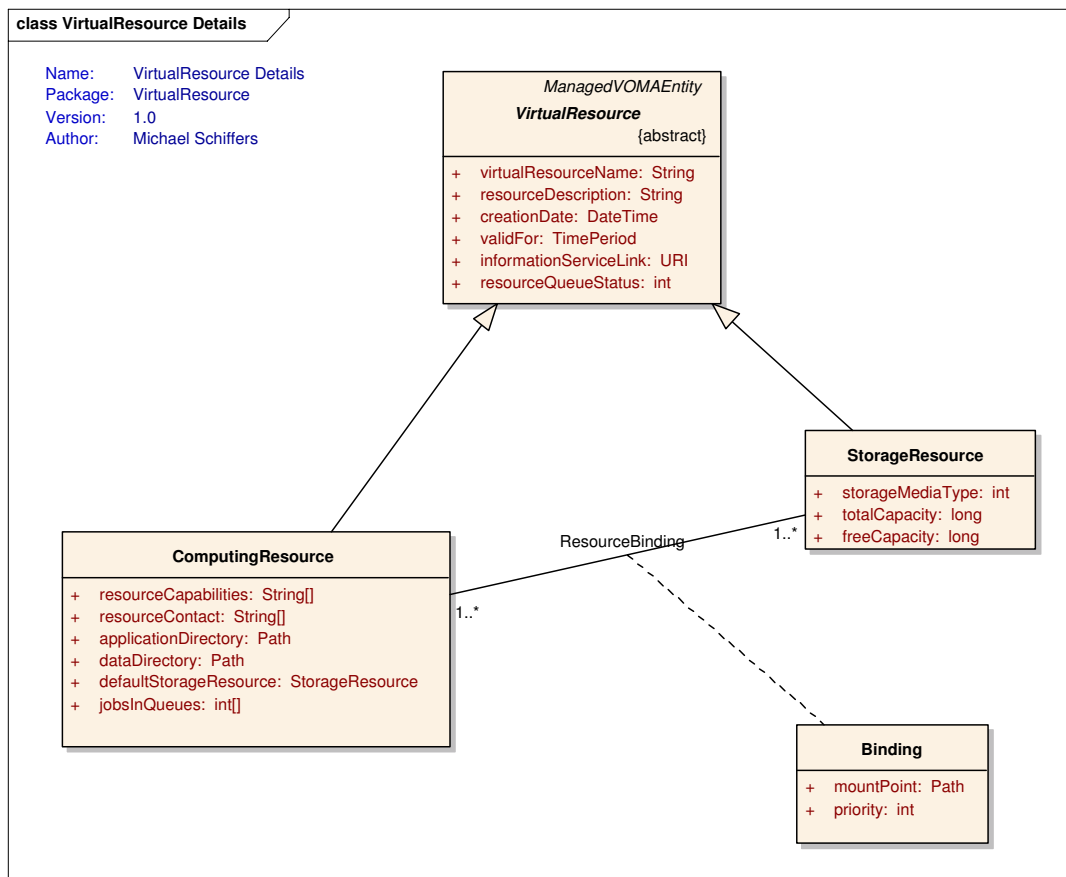 class VirtualResource Details
Name: VirtualResource Details
Package: VirtualResource
Version: 1.0
Author: Michael Schiffers
ManagedVOMAEntity
VirtualResource
{abstract}
+ virtualResourceName: String
+ resourceDescription: String
+ creationDate: DateTime
+ validFor: TimePeriod
+ informationServiceLink: URI
+ resourceQueueStatus: int
StorageResource
+ storageMediaType: int
+ totalCapacity: long
+ freeCapacity: long
ResourceBinding
1..*
ComputingResource
+ resourceCapabilities: String[]
+ resourceContact: String[]
+ applicationDirectory: Path
+ dataDirectory: Path
+ defaultStorageResource: StorageResource
+ jobsInQueues: int[]
1..*
Binding
+ mountPoint: Path
+ priority: int